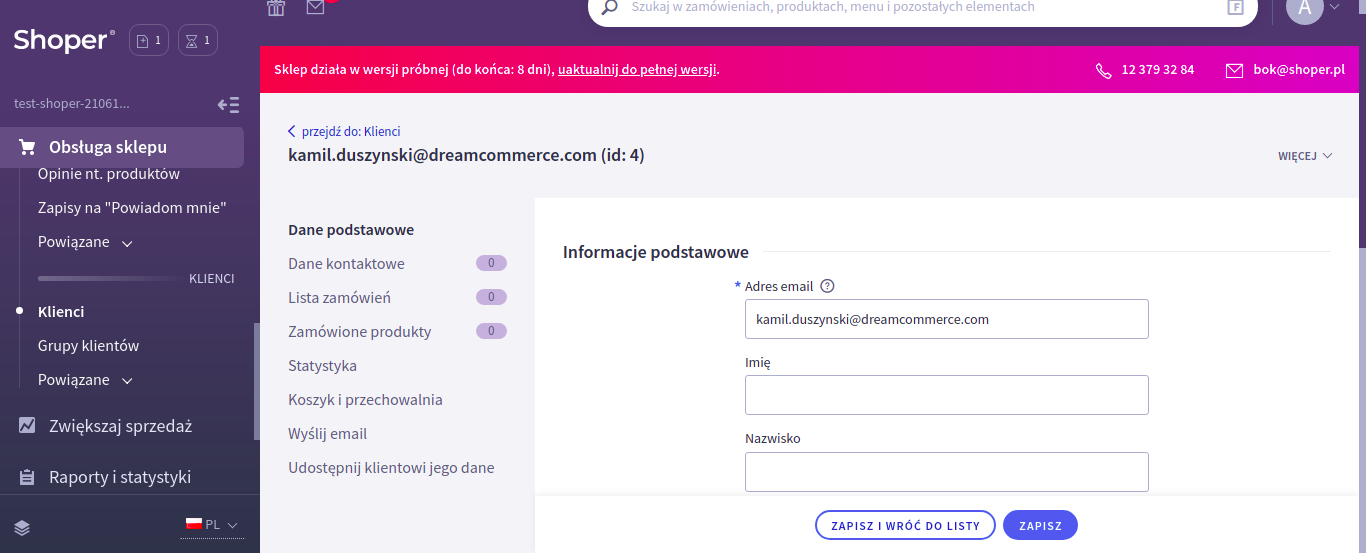 Szukaj w zamówieniach, produktach, menu i pozostałych elementach
F
A
Shoper®
1
1
test-shoper-21061...
Obsługa sklepu
Opinie nt. produktów
Zapisy na "Powiadom mnie"
Powiązane
KLIENCI
Klienci
Grupy klientów
Powiązane
Zwiększaj sprzedaż
Raporty i statystyki
PL
Sklep działa w wersji próbnej (do końca: 8 dni), uaktualnij do pełnej wersji.
12 379 32 84
bok@shoper.pl
przejdź do: Klienci
kamil.duszynski@dreamcommerce.com (id: 4)
WIĘCEJ
Dane podstawowe
Dane kontaktowe 0
Lista zamówień 0
Zamówione produkty 0
Statystyka
Koszyk i przechowalnia
Wyślij email
Udostępnij klientowi jego dane
Informacje podstawowe
* Adres email ?
kamil.duszynski@dreamcommerce.com
Imię
Nazwisko
ZAPISZ I WRÓĆ DO LISTY
ZAPISZ